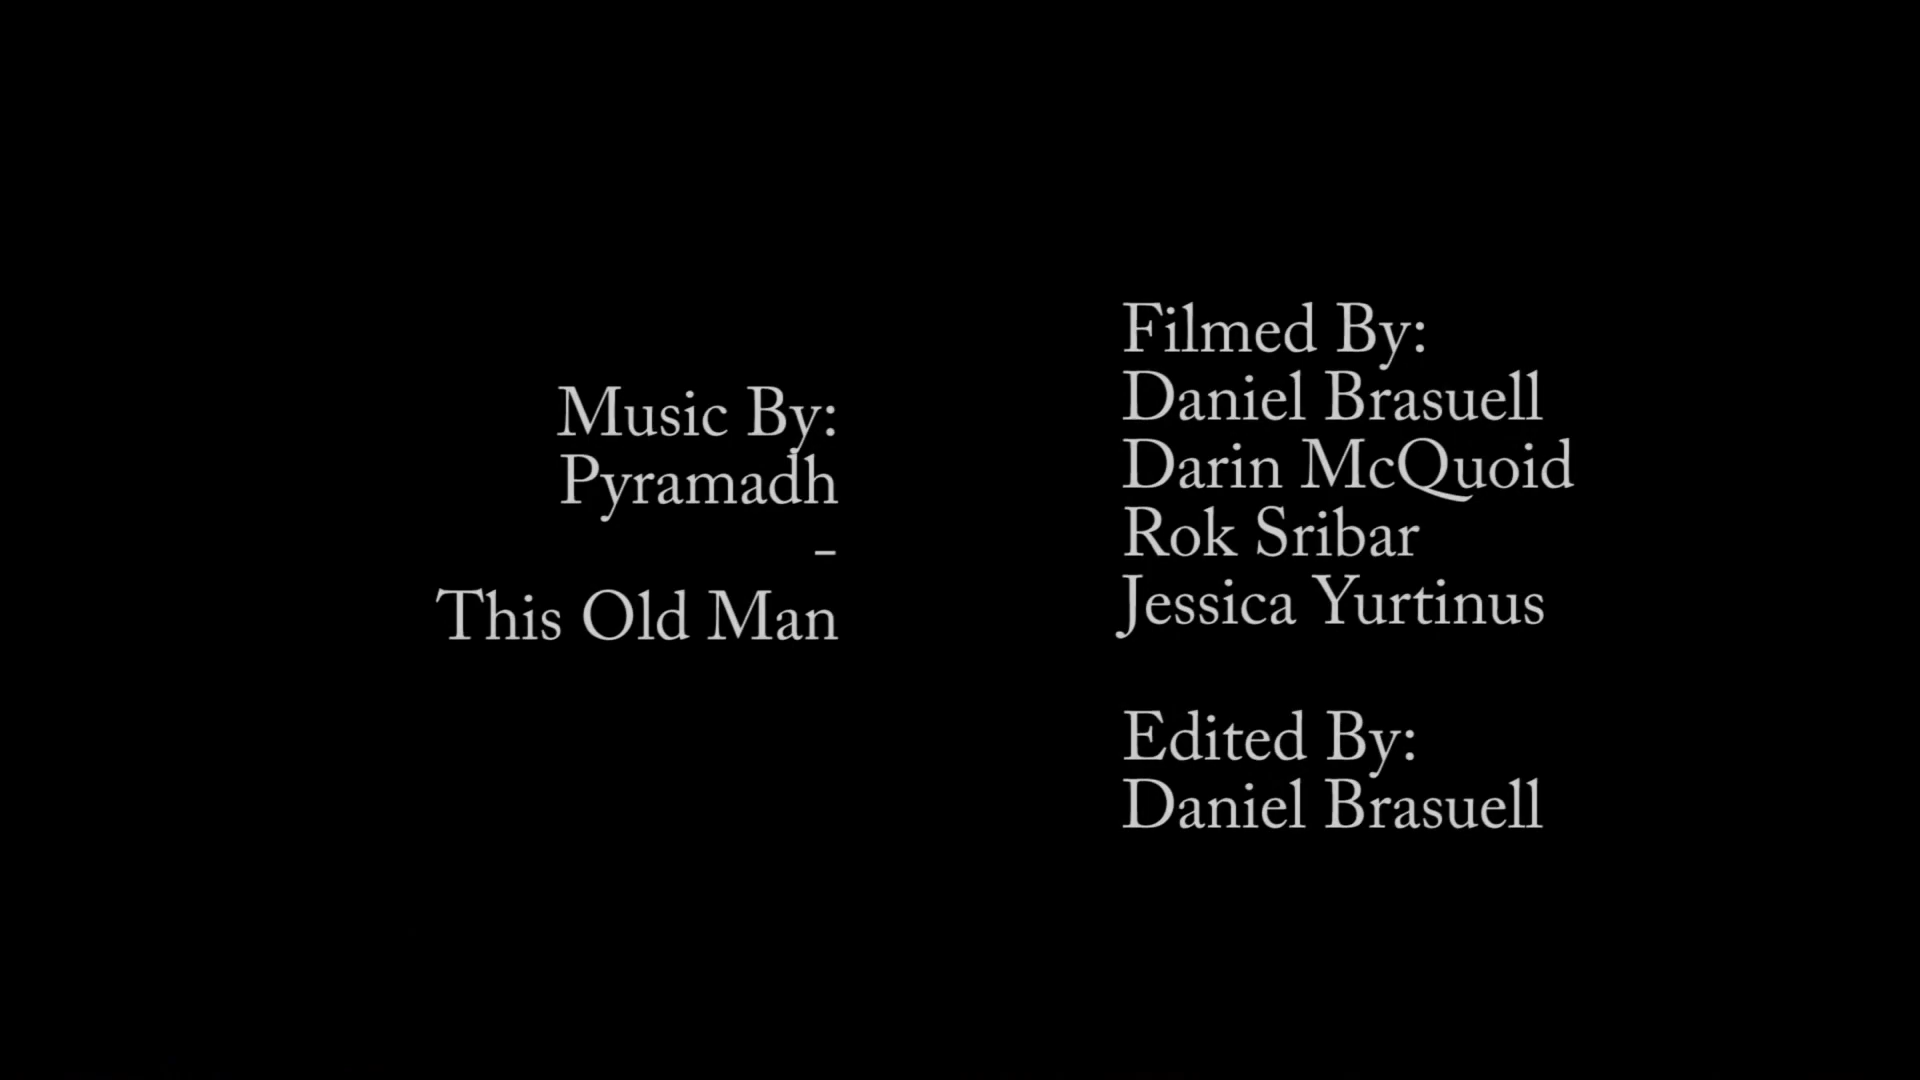 Music By:
Pyramadh
–
This Old Man
Filmed By:
Daniel Brasuell
Darin McQuoid
Rok Sribar
Jessica Yurtinus
Edited By:
Daniel Brasuell